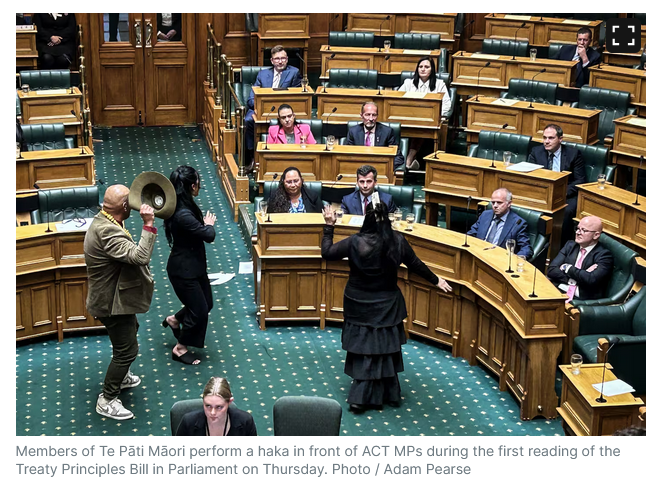 Members of Te Pāti Māori perform a haka in front of ACT MPs during the first reading of the
Treaty Principles Bill in Parliament on Thursday. Photo / Adam Pearse